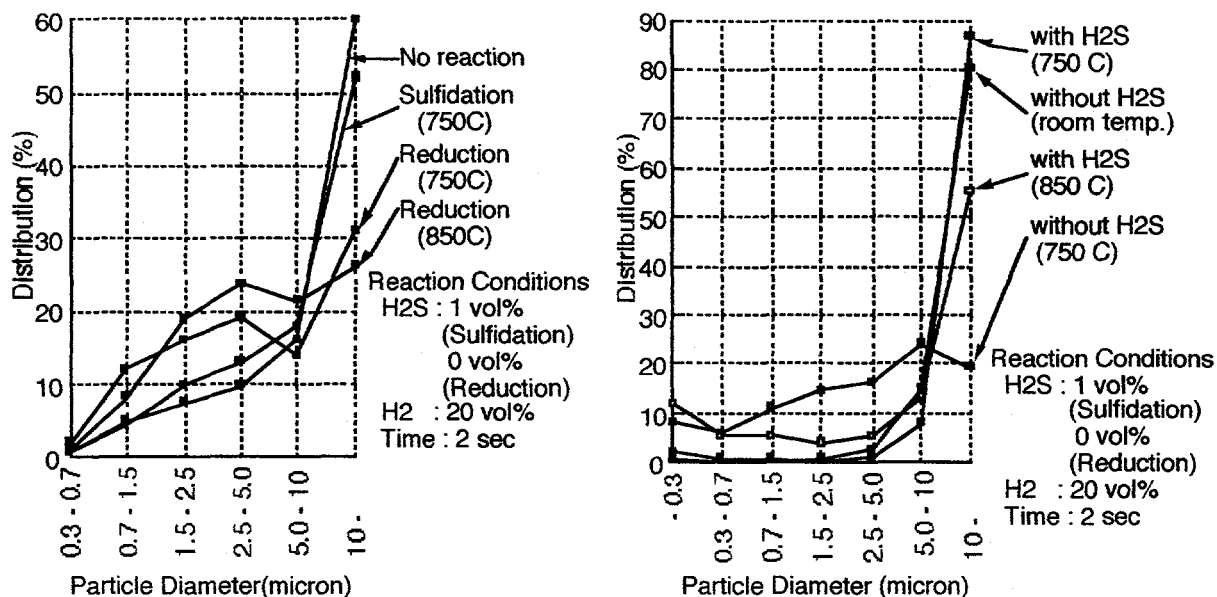 60
50
40
30
20
10
0
Distribution (%)
No reaction
Sulfidation
(750C)
Reduction
(750C)
Reduction
(850C)
Reaction Conditions
H2S : 1 vol%
(Sulfidation)
0 vol%
(Reduction)
H2 : 20 vol%
Time : 2 sec
0.3 - 0.7
0.7 - 1.5
1.5 - 2.5
2.5 - 5.0
5.0 - 10
10 -
Particle Diameter(micron)
90
80
70
60
50
40
30
20
10
0
Distribution (%)
with H2S
(750 C)
without H2S
(room temp.)
with H2S
(850 C)
without H2S
(750 C)
Reaction Conditions
H2S : 1 vol%
(Sulfidation)
0 vol%
(Reduction)
H2 : 20 vol%
Time : 2 sec
- 0.3
0.3 - 0.7
0.7 - 1.5
1.5 - 2.5
2.5 - 5.0
5.0 - 10
10 -
Particle Diameter (micron)